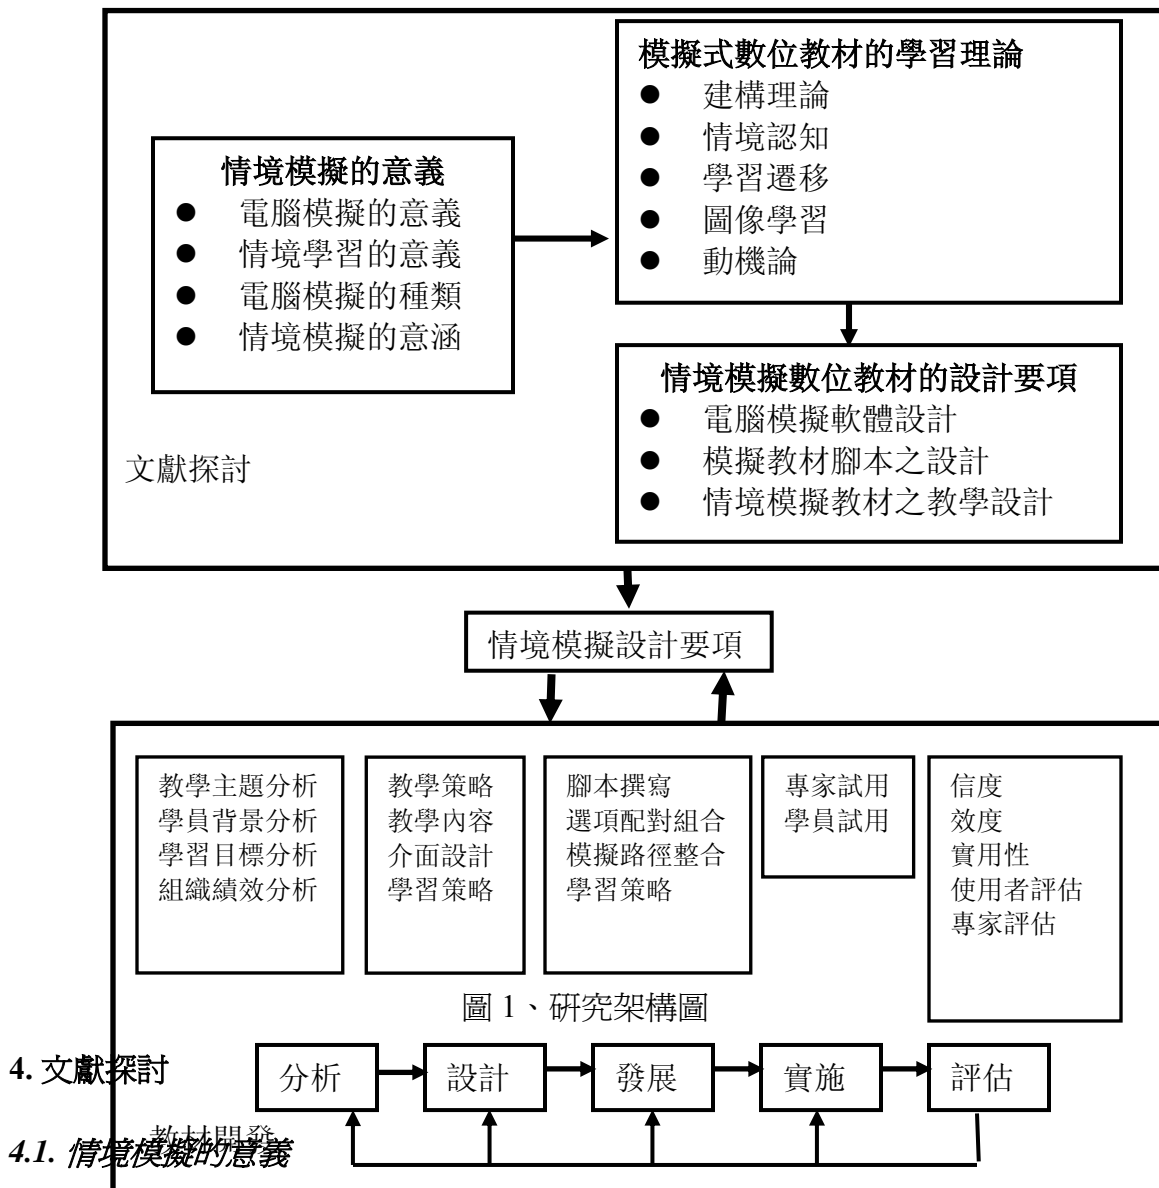 模擬式數位教材的學習理論
● 建構理論
● 情境認知
● 學習遷移
● 圖像學習
● 動機論
情境模擬的意義
● 電腦模擬的意義
● 情境學習的意義
● 電腦模擬的種類
● 情境模擬的意涵
情境模擬數位教材的設計要項
● 電腦模擬軟體設計
● 模擬教材腳本之設計
● 情境模擬教材之教學設計
文獻探討
情境模擬設計要項
教學主題分析
學員背景分析
學習目標分析
組織績效分析
教學策略
教學內容
介面設計
學習策略
腳本撰寫
選項配對組合
模擬路徑整合
學習策略
專家試用
學員試用
信度
效度
實用性
使用者評估
專家評估
圖 1、研究架構圖
4. 文獻探討
分析
設計
發展
實施
評估
教材開發
4.1. 情境模擬的意義